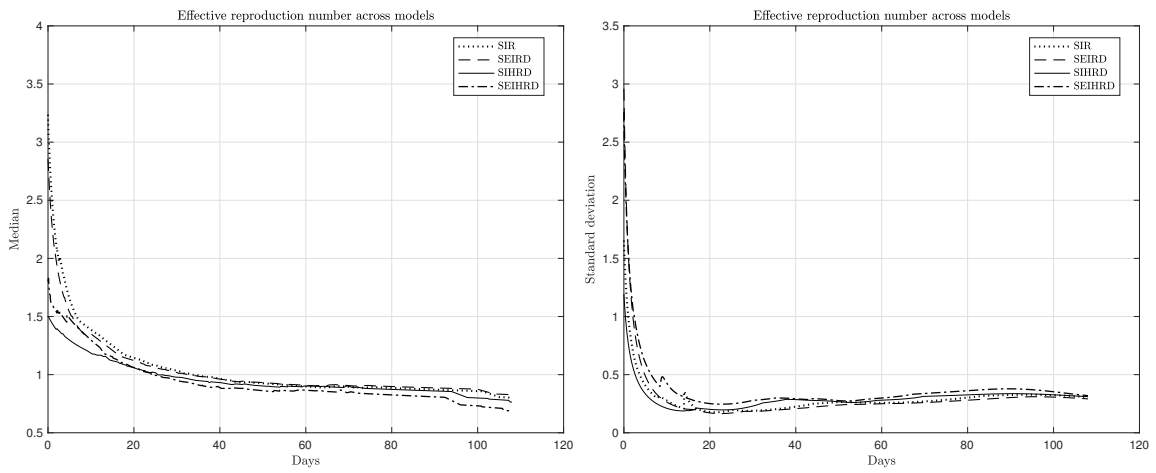 Effective reproduction number across models
4
3.5
3
2.5
2
1.5
1
0.5
Median
0
20
40
60
80
100
120
Days
SIR
SEIRD
SIHRD
SEIHRD
Effective reproduction number across models
3.5
3
2.5
2
1.5
1
0.5
0
Standard deviation
0
20
40
60
80
100
120
Days
SIR
SEIRD
SIHRD
SEIHRD